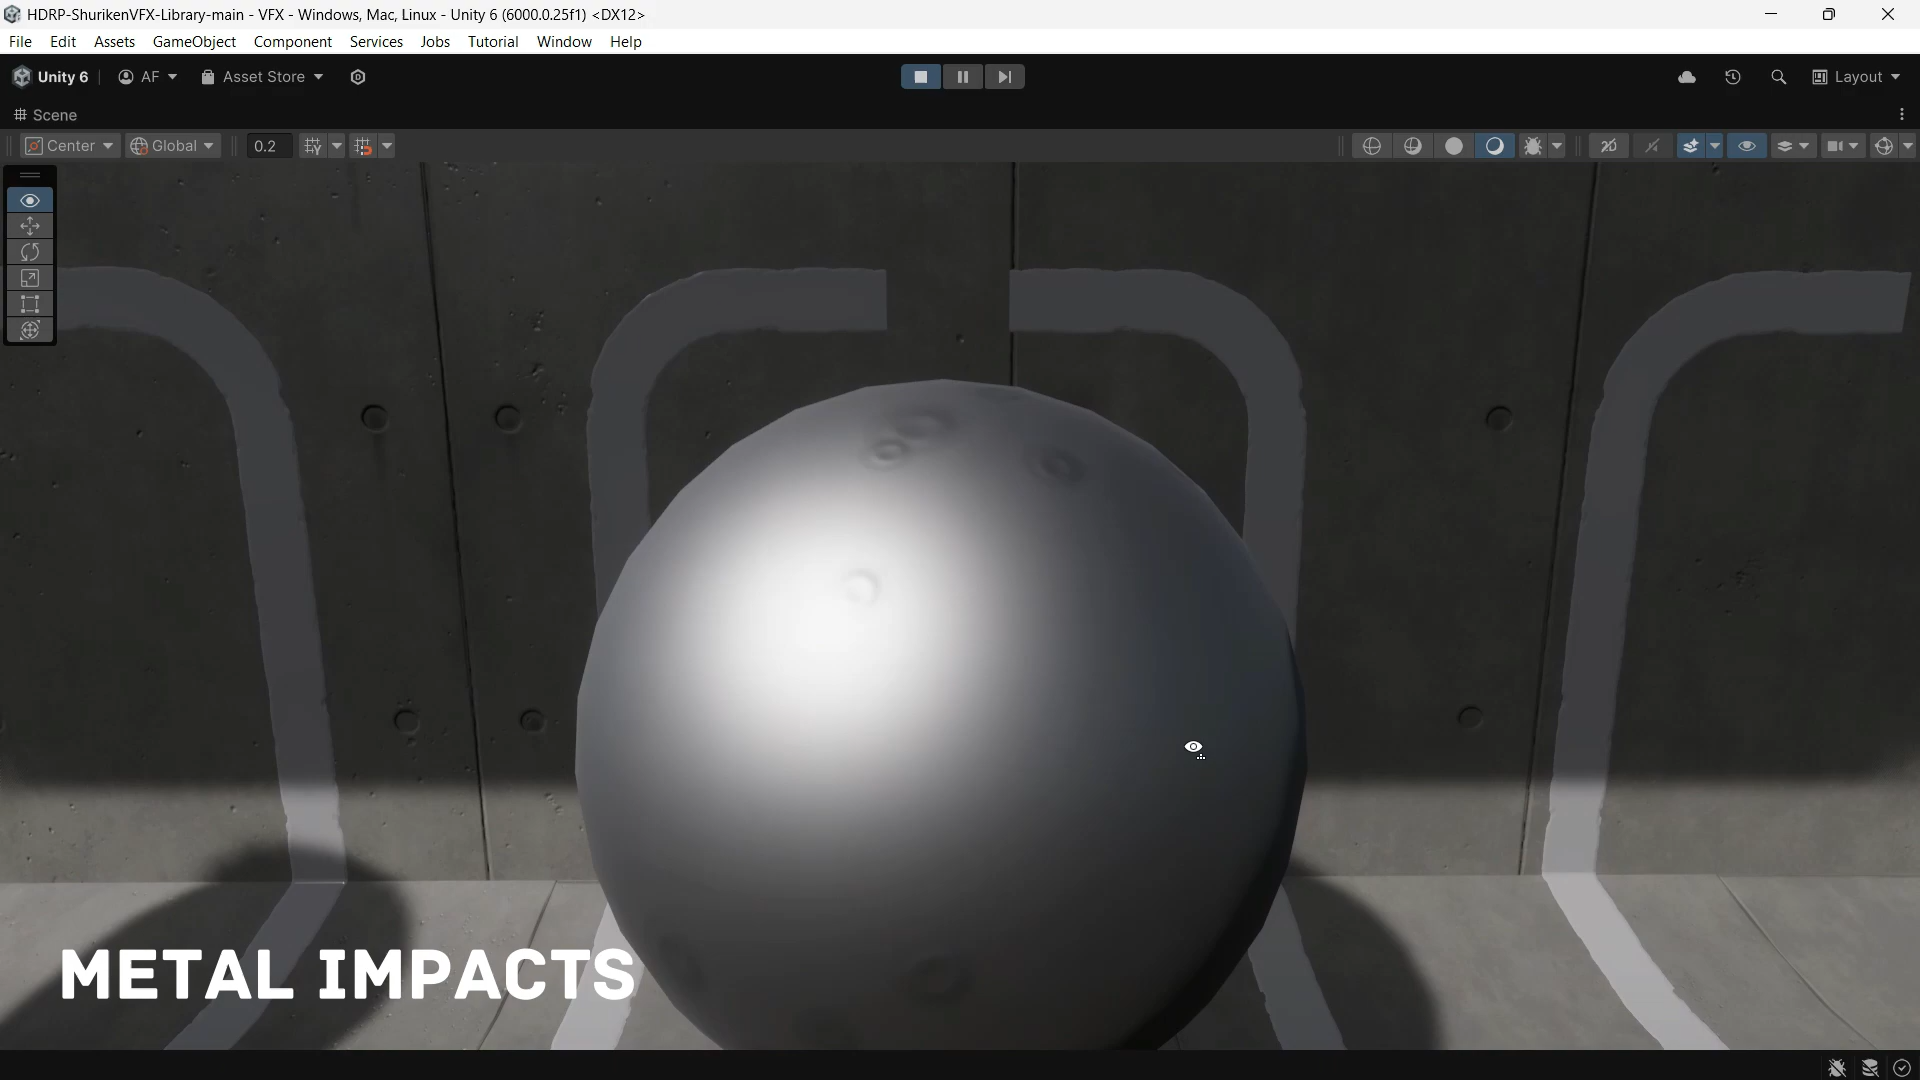 HDRP-ShurikenVFX-Library-main - VFX - Windows, Mac, Linux - Unity 6 (6000.0.25f1) <DX12>
File Edit Assets GameObject Component Services Jobs Tutorial Window Help
Unity 6 AF Asset Store Layout
Scene
Center Global 0.2 2D
METAL IMPACTS